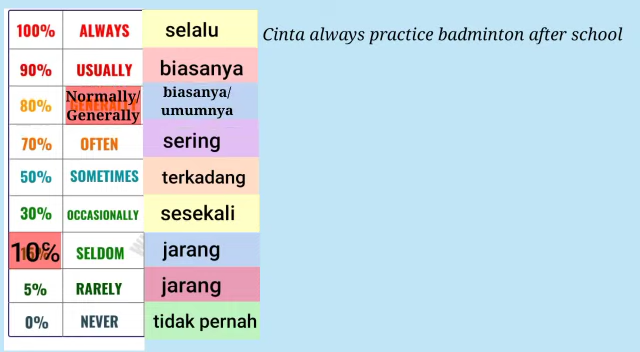 100% ALWAYS selalu Cinta always practice badminton after school
90% USUALLY biasanya
80% Normally/ biasanya/
Generally umumnya
70% OFTEN sering
50% SOMETIMES terkadang
30% OCCASIONALLY sesekali
10% SELDOM jarang
5% RARELY jarang
0% NEVER tidak pernah